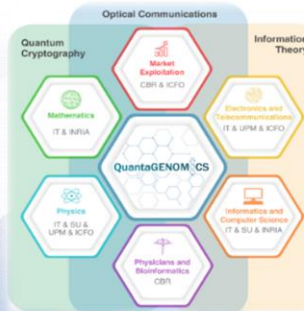 Optical Communications
Quantum
Cryptography
Information
Theory
Market
Exploitation
CBR & ICFO
Mathematics
IT & INRIA
Electronics and
Telecommunications
IT & UPM & ICFO
QuantaGENOMICS
Physics
IT & SU &
UPM & ICFO
Informatics and
Computer Science
IT & SU & INRIA
Physicians and
Bioinformatics
CBR